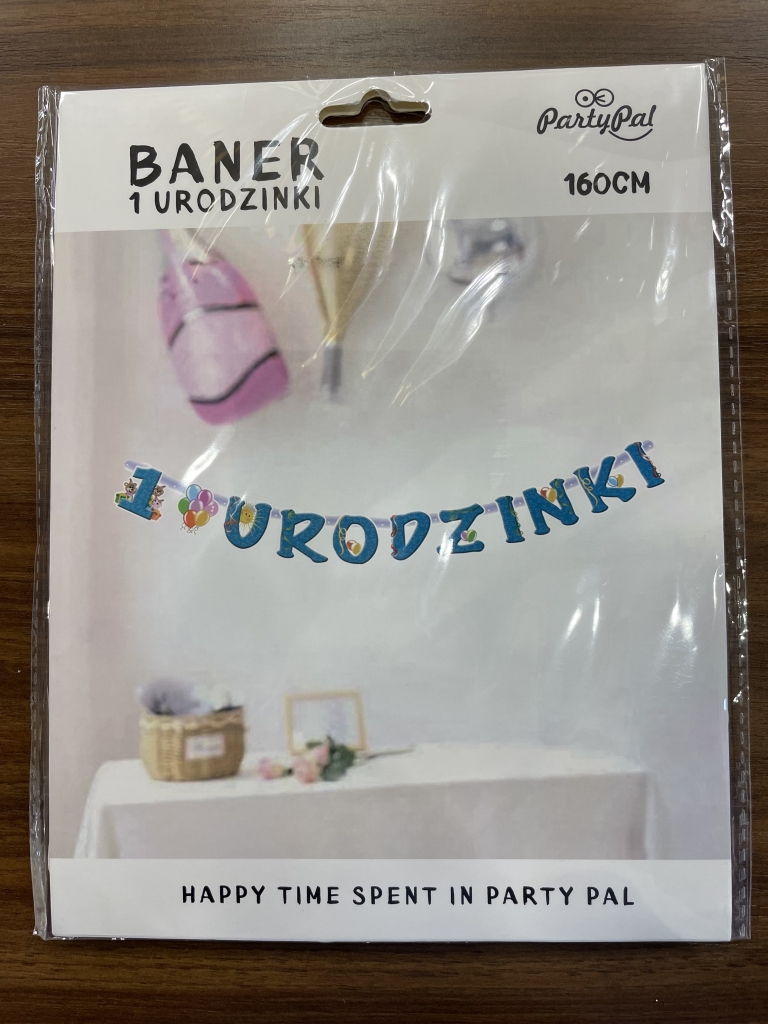 PartyPal
BANER
1 URODZINKI
160CM
1 URODZINKI
HAPPY TIME SPENT IN PARTY PAL